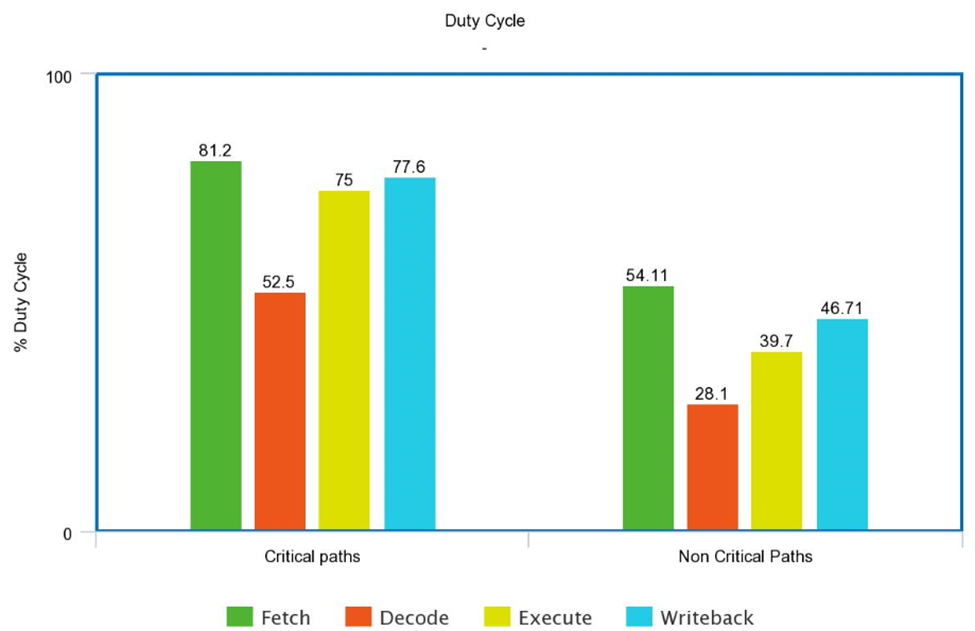 Duty Cycle
-
100
81.2
52.5
75
77.6
54.11
28.1
39.7
46.71
% Duty Cycle
0
Critical paths
Non Critical Paths
Fetch
Decode
Execute
Writeback